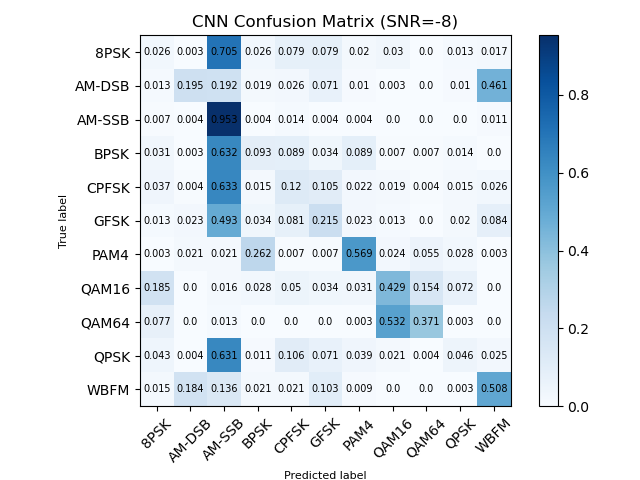 CNN Confusion Matrix (SNR=-8)
8PSK 0.026 0.003 0.705 0.026 0.079 0.079 0.02 0.03 0.0 0.013 0.017
AM-DSB 0.013 0.195 0.192 0.019 0.026 0.071 0.01 0.003 0.0 0.01 0.461
AM-SSB 0.007 0.004 0.953 0.004 0.014 0.004 0.004 0.0 0.0 0.0 0.011
BPSK 0.031 0.003 0.632 0.093 0.089 0.034 0.089 0.007 0.007 0.014 0.0
CPFSK 0.037 0.004 0.633 0.015 0.12 0.105 0.022 0.019 0.004 0.015 0.026
GFSK 0.013 0.023 0.493 0.034 0.081 0.215 0.023 0.013 0.0 0.02 0.084
PAM4 0.003 0.021 0.021 0.262 0.007 0.007 0.569 0.024 0.055 0.028 0.003
QAM16 0.185 0.0 0.016 0.028 0.05 0.034 0.031 0.429 0.154 0.072 0.0
QAM64 0.077 0.0 0.013 0.0 0.0 0.0 0.003 0.532 0.371 0.003 0.0
QPSK 0.043 0.004 0.631 0.011 0.106 0.071 0.039 0.021 0.004 0.046 0.025
WBFM 0.015 0.184 0.136 0.021 0.021 0.103 0.009 0.0 0.0 0.003 0.508
8PSK AM-DSB AM-SSB BPSK CPFSK GFSK PAM4 QAM16 QAM64 QPSK WBFM
Predicted label
True label
0.8
0.6
0.4
0.2
0.0